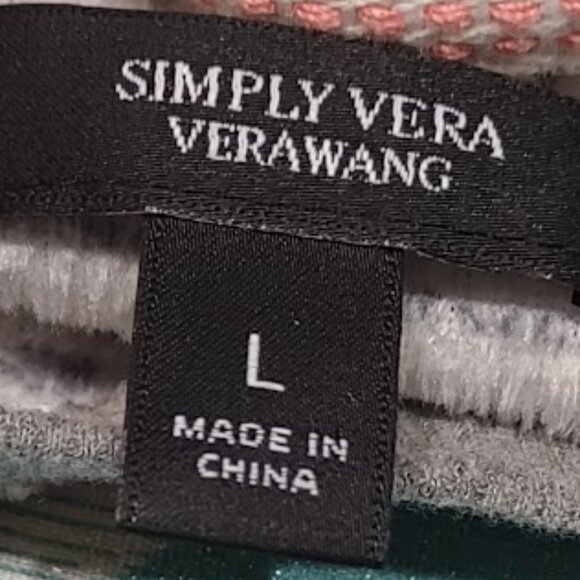 SIMPLY VERA
VERAWANG
L
MADE IN
CHINA